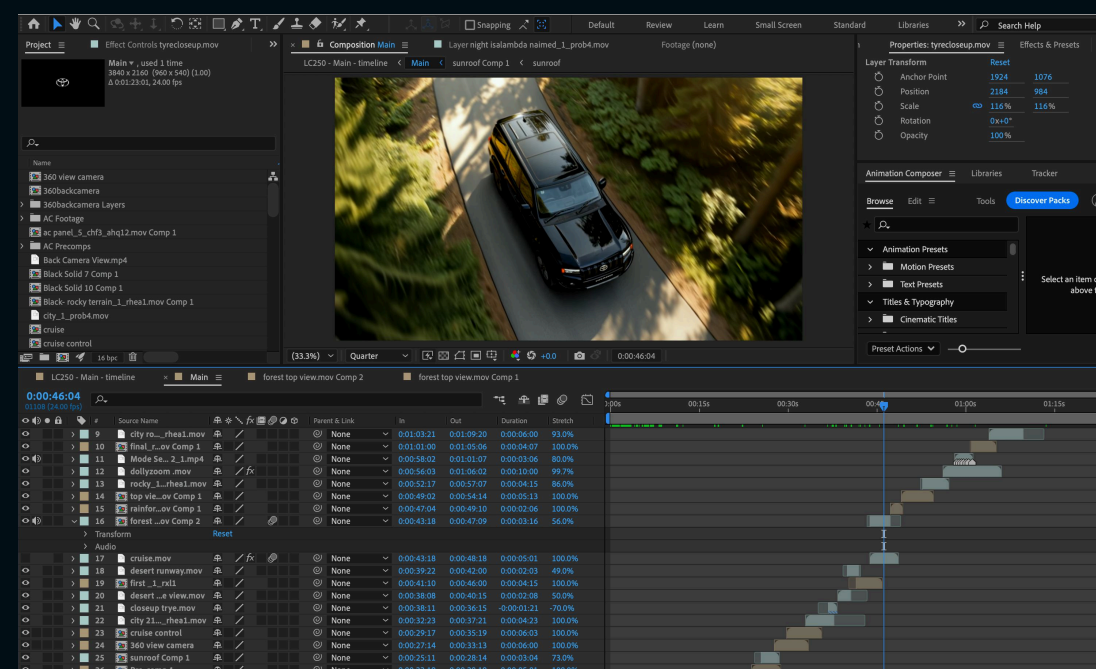 Snapping
Default
Review
Learn
Small Screen
Standard
Libraries
Search Help
Project
Effect Controls tyrecloseup.mov
Composition Main
Layer night isalambda naimed_1_prob4.mov
Footage (none)
Properties: tyrecloseup.mov
Effects & Presets
Main , used 1 time
3840 x 2160 (960 x 540) (1.00)
Δ 0:01:23:01, 24.00 fps
LC250 - Main - timeline
Main
sunroof Comp 1
sunroof
Layer Transform
Reset
Anchor Point 1924 1076
Position 2184 984
Scale 116% 116%
Rotation 0x+0°
Opacity 100%
Name
360 view camera
360backcamera
360backcamera Layers
AC Footage
ac panel_5_chf3_ahq12.mov Comp 1
AC Precomps
Back Camera View.mp4
Black Solid 7 Comp 1
Black Solid 10 Comp 1
Black- rocky terrain_1_rhea1.mov Comp 1
city_1_prob4.mov
cruise
cruise control
16 bpc
Animation Composer
Libraries
Tracker
Browse
Edit
Tools
Discover Packs
Animation Presets
Motion Presets
Text Presets
Titles & Typography
Cinematic Titles
Select an item
above
Preset Actions
(33.3%)
Quarter
+0.0
0:00:46:04
LC250 - Main - timeline
Main
forest top view.mov Comp 2
forest top view.mov Comp 1
0:00:46:04
01108 (24.00 fps)
00:15s
00:30s
01:00s
01:15s
# Source Name Parent & Link In Out Duration Stretch
9 city ro..._rhea1.mov None 0:01:03:21 0:01:09:20 0:00:06:00 93.0%
10 final_r...ov Comp 1 None 0:01:01:00 0:01:05:06 0:00:04:07 100.0%
11 Mode Se... 2_1.mp4 None 0:00:58:02 0:01:01:07 0:00:03:06 80.0%
12 dollyzoom .mov fx None 0:00:56:03 0:01:06:02 0:00:10:00 99.7%
13 rocky_1...rhea1.mov None 0:00:52:17 0:00:57:07 0:00:04:15 86.0%
14 top vie...ov Comp 1 None 0:00:49:02 0:00:54:14 0:00:05:13 100.0%
15 rainfor...ov Comp 1 None 0:00:47:04 0:00:49:10 0:00:02:06 100.0%
16 forest ...ov Comp 2 None 0:00:43:18 0:00:47:09 0:00:03:16 56.0%
Transform Reset
Audio
17 cruise.mov fx None 0:00:43:18 0:00:48:18 0:00:05:01 100.0%
18 desert runway.mov None 0:00:39:22 0:00:42:00 0:00:02:03 49.0%
19 first _1_rxl1 None 0:00:41:10 0:00:46:00 0:00:04:15 100.0%
20 desert ...e view.mov None 0:00:38:08 0:00:40:15 0:00:02:08 50.0%
21 closeup trye.mov None 0:00:38:11 0:00:36:15 -0:00:01:21 -70.0%
22 city 21..._rhea1.mov None 0:00:32:23 0:00:37:21 0:00:04:23 100.0%
23 cruise control None 0:00:29:17 0:00:35:19 0:00:06:03 100.0%
24 360 view camera None 0:00:27:14 0:00:33:13 0:00:06:00 100.0%
25 sunroof Comp 1 None 0:00:25:11 0:00:28:14 0:00:03:04 73.0%